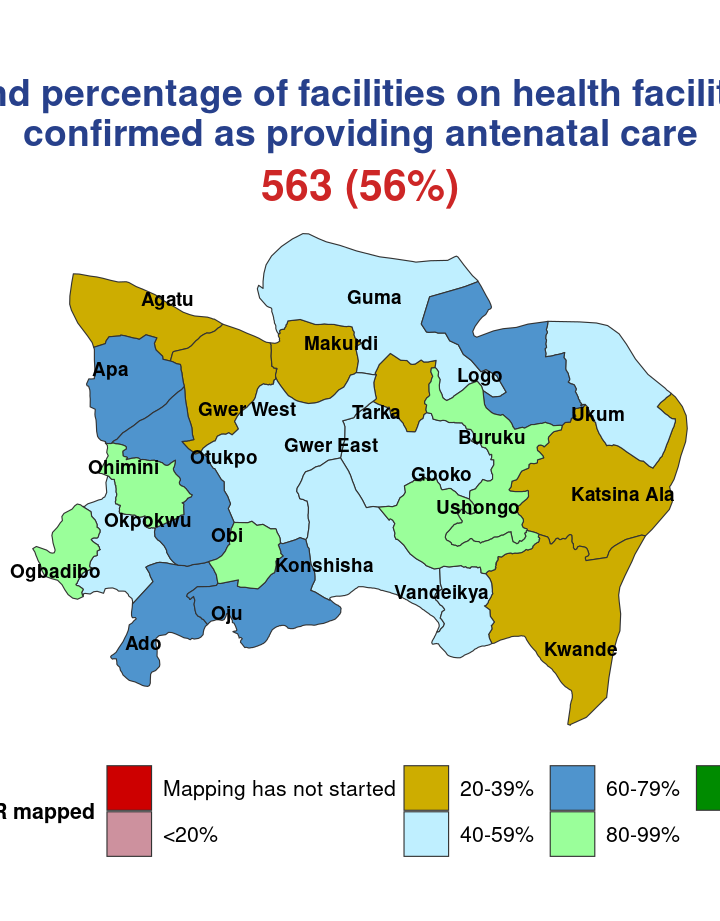 nd percentage of facilities on health facilit
confirmed as providing antenatal care
563 (56%)
Guma
Agatu
Makurdi
Apa
Logo
Gwer West
Tarka
Ukum
Buruku
Gwer East
Otukpo
Ohimini
Gboko
Katsina Ala
Ushongo
Okpokwu
Obi
Konshisha
Ogbadibo
Vandeikya
Oju
Ado
Kwande
Mapping has not started
20-39%
60-79%
R mapped
<20%
40-59%
80-99%